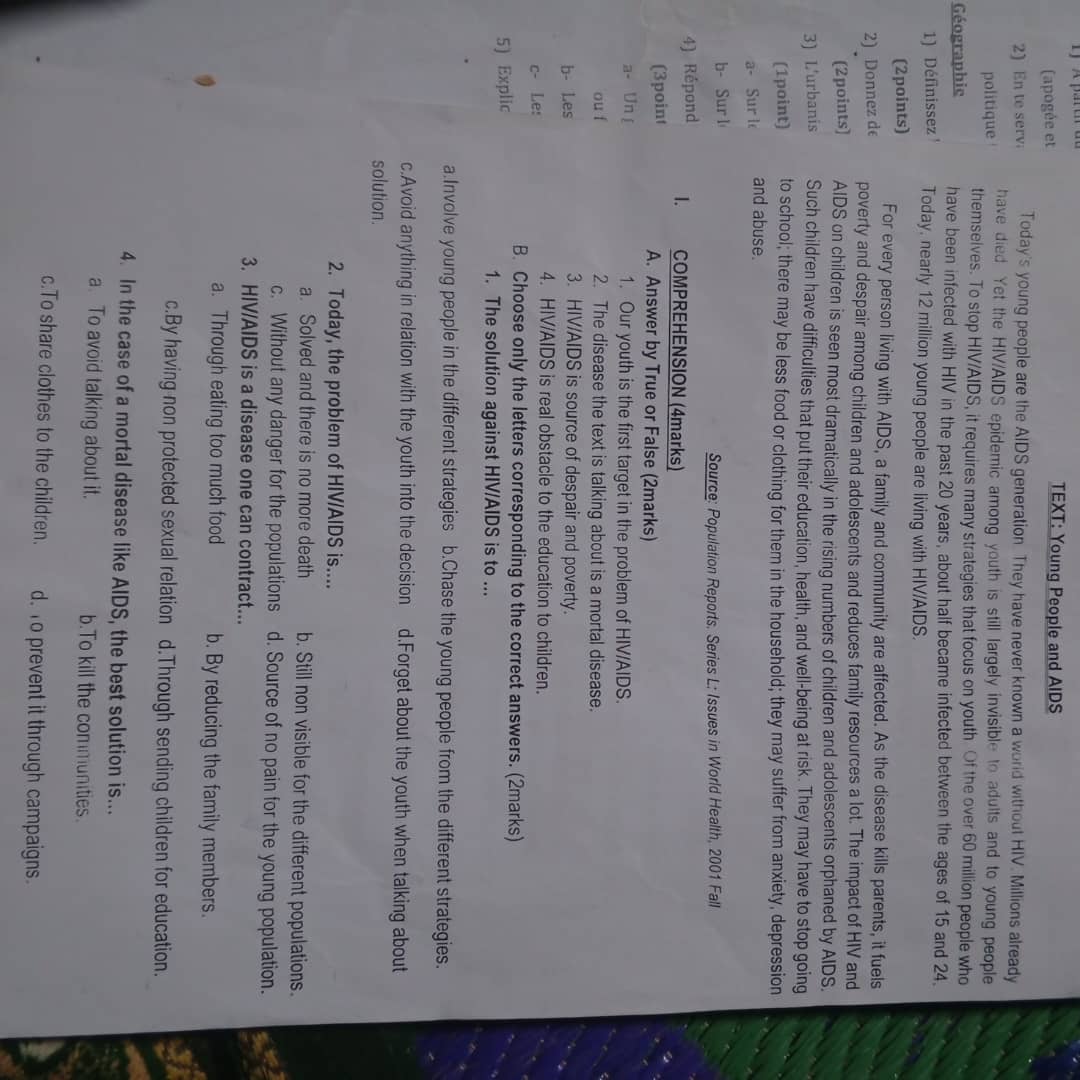 (apogée et
2) En te serv
politique
Géographie
1) Définissez
(2points)
2) Donnez de
(2points)
3) L'urbanis
(1point)
a- Sur
b- Sur
4) Répond
(3point
a- Un
ou
b- Les
c- Les
5) Explic
TEXT: Young People and AIDS
Today's young people are the AIDS generation. They have never known a world without HIV. Millions already
have died. Yet the HIV/AIDS epidemic among youth is still largely invisible to adults and to young people
themselves. To stop HIV/AIDS, it requires many strategies that focus on youth. Of the over 60 million people who
have been infected with HIV in the past 20 years, about half became infected between the ages of 15 and 24.
Today, nearly 12 million young people are living with HIV/AIDS.
For every person living with AIDS, a family and community are affected. As the disease kills parents, it fuels
poverty and despair among children and adolescents and reduces family resources a lot. The impact of HIV and
AIDS on children is seen most dramatically in the rising numbers of children and adolescents orphaned by AIDS.
Such children have difficulties that put their education, health, and well-being at risk. They may have to stop going
to school; there may be less food or clothing for them in the household; they may suffer from anxiety, depression
and abuse.
Source: Population Reports. Series L: Issues in World Health, 2001 Fall
I. COMPREHENSION (4marks)
A. Answer by True or False (2marks)
1. Our youth is the first target in the problem of HIV/AIDS.
2. The disease the text is talking about is a mortal disease.
3. HIV/AIDS is source of despair and poverty.
4. HIV/AIDS is real obstacle to the education to children.
B. Choose only the letters corresponding to the correct answers. (2marks)
1. The solution against HIV/AIDS is to ...
a.Involve young people in the different strategies b.Chase the young people from the different strategies.
c.Avoid anything in relation with the youth into the decision d.Forget about the youth when talking about
solution.
2. Today, the problem of HIV/AIDS is....
a. Solved and there is no more death b. Still non visible for the different populations.
c. Without any danger for the populations d. Source of no pain for the young population.
3. HIV/AIDS is a disease one can contract...
a. Through eating too much food b. By reducing the family members.
c.By having non protected sexual relation d.Through sending children for education.
4. In the case of a mortal disease like AIDS, the best solution is...
a. To avoid talking about it. b.To kill the communities.
c.To share clothes to the children. d. To prevent it through campaigns.